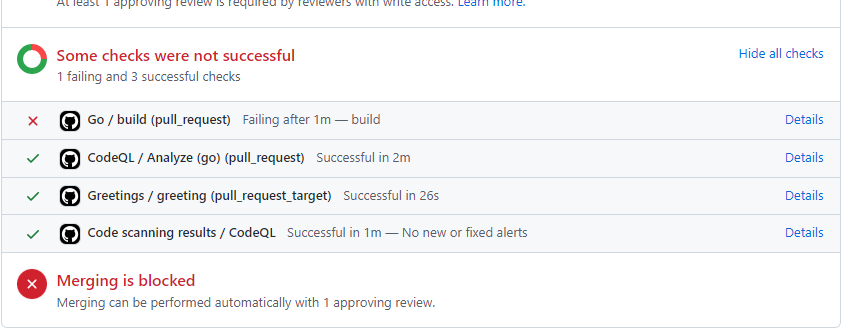 At least 1 approving review is required by reviewers with write access. Learn more.
Some checks were not successful
Hide all checks
1 failing and 3 successful checks
Go / build (pull_request) Failing after 1m — build Details
CodeQL / Analyze (go) (pull_request) Successful in 2m Details
Greetings / greeting (pull_request_target) Successful in 26s Details
Code scanning results / CodeQL Successful in 1m — No new or fixed alerts Details
Merging is blocked
Merging can be performed automatically with 1 approving review.